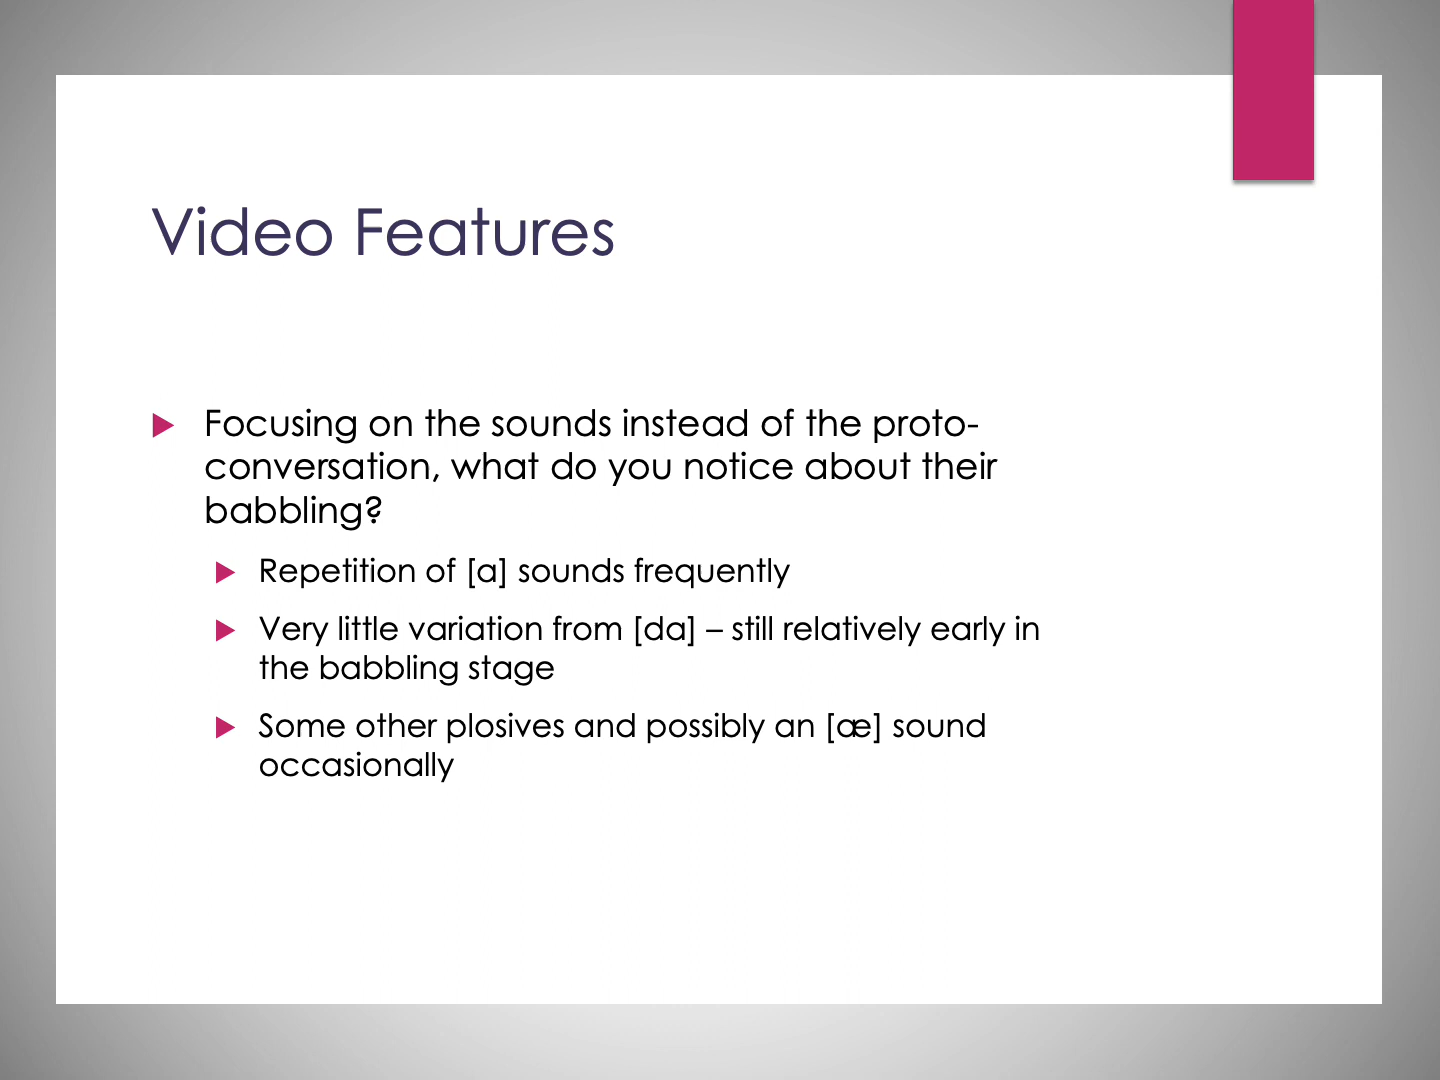 Video Features
Focusing on the sounds instead of the proto-
conversation, what do you notice about their
babbling?
Repetition of [a] sounds frequently
Very little variation from [da] – still relatively early in
the babbling stage
Some other plosives and possibly an [æ] sound
occasionally